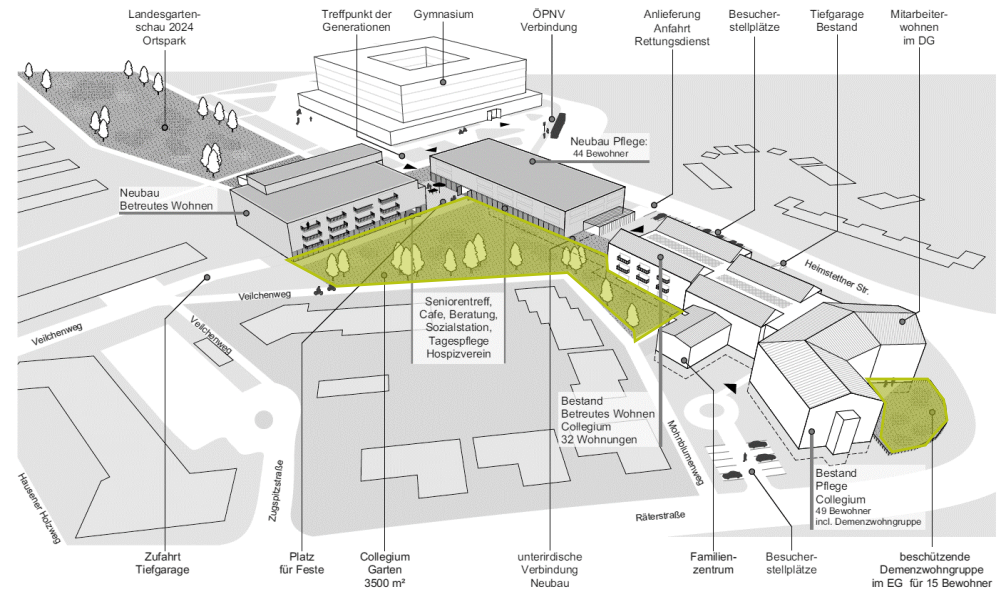 Landesgarten-
schau 2024
Ortspark
Treffpunkt der
Generationen
Gymnasium
ÖPNV
Verbindung
Anlieferung
Anfahrt
Rettungsdienst
Besucher-
stellplätze
Tiefgarage
Bestand
Mitarbeiter-
wohnen
im DG
Neubau Pflege:
44 Bewohner
Neubau
Betreutes Wohnen
Heimstettner Str.
Veilchenweg
Veilchenweg
Veilchenweg
Seniorentreff,
Cafe, Beratung,
Sozialstation,
Tagespflege
Hospizverein
Bestand
Betreutes Wohnen
Collegium
32 Wohnungen
Mohnblumenweg
Bestand
Pflege
Collegium
49 Bewohner
incl. Demenzwohngruppe
Hausener Holzweg
Zugspitzstraße
Räterstraße
Zufahrt
Tiefgarage
Platz
für Feste
Collegium
Garten
3500 m²
unterirdische
Verbindung
Neubau
Familien-
zentrum
Besucher-
stellplätze
beschützende
Demenzwohngruppe
im EG für 15 Bewohner